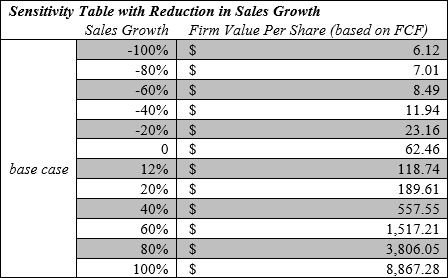 Sensitivity Table with Reduction in Sales Growth
Sales Growth Firm Value Per Share (based on FCF)
-100% $ 6.12
-80% $ 7.01
-60% $ 8.49
-40% $ 11.94
-20% $ 23.16
0 $ 62.46
base case 12% $ 118.74
20% $ 189.61
40% $ 557.55
60% $ 1,517.21
80% $ 3,806.05
100% $ 8,867.28